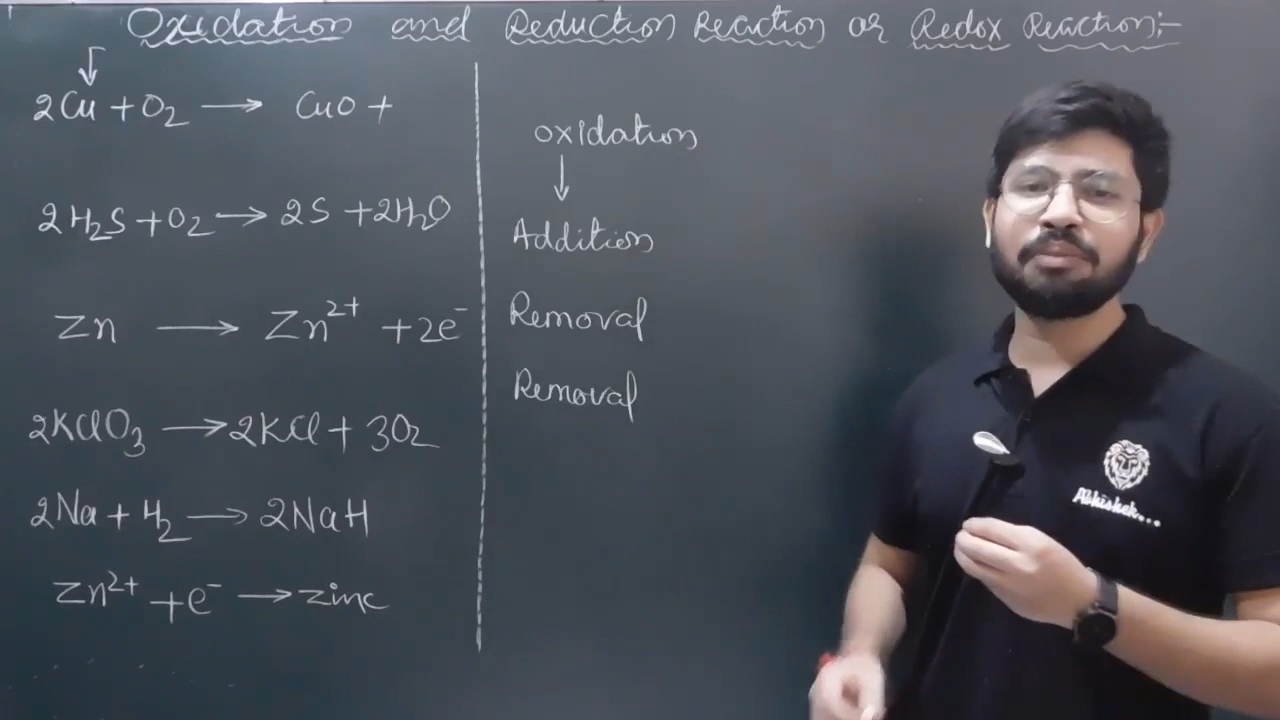 Oxidation and Reduction Reaction or Redox Reaction:-
2Cu + O₂ → CuO +
2H₂S + O₂ → 2S + 2H₂O
Zn → Zn²⁺ + 2e⁻
2KClO₃ → 2KCl + 3O₂
2Na + H₂ → 2NaH
Zn²⁺ + e⁻ → zinc
oxidation
↓
Addition
Removal
Removal
Abhishek...